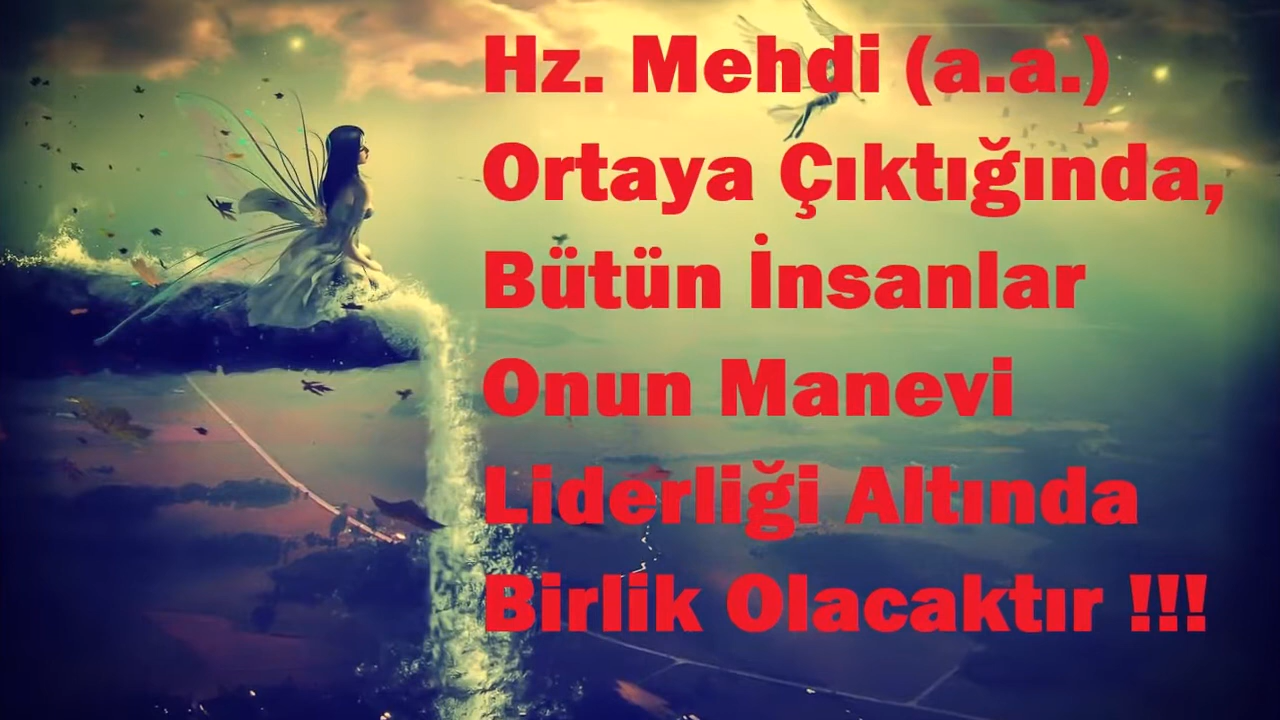 Hz. Mehdi (a.a.)
Ortaya Çıktığında,
Bütün İnsanlar
Onun Manevi
Liderliği Altında
Birlik Olacaktır !!!